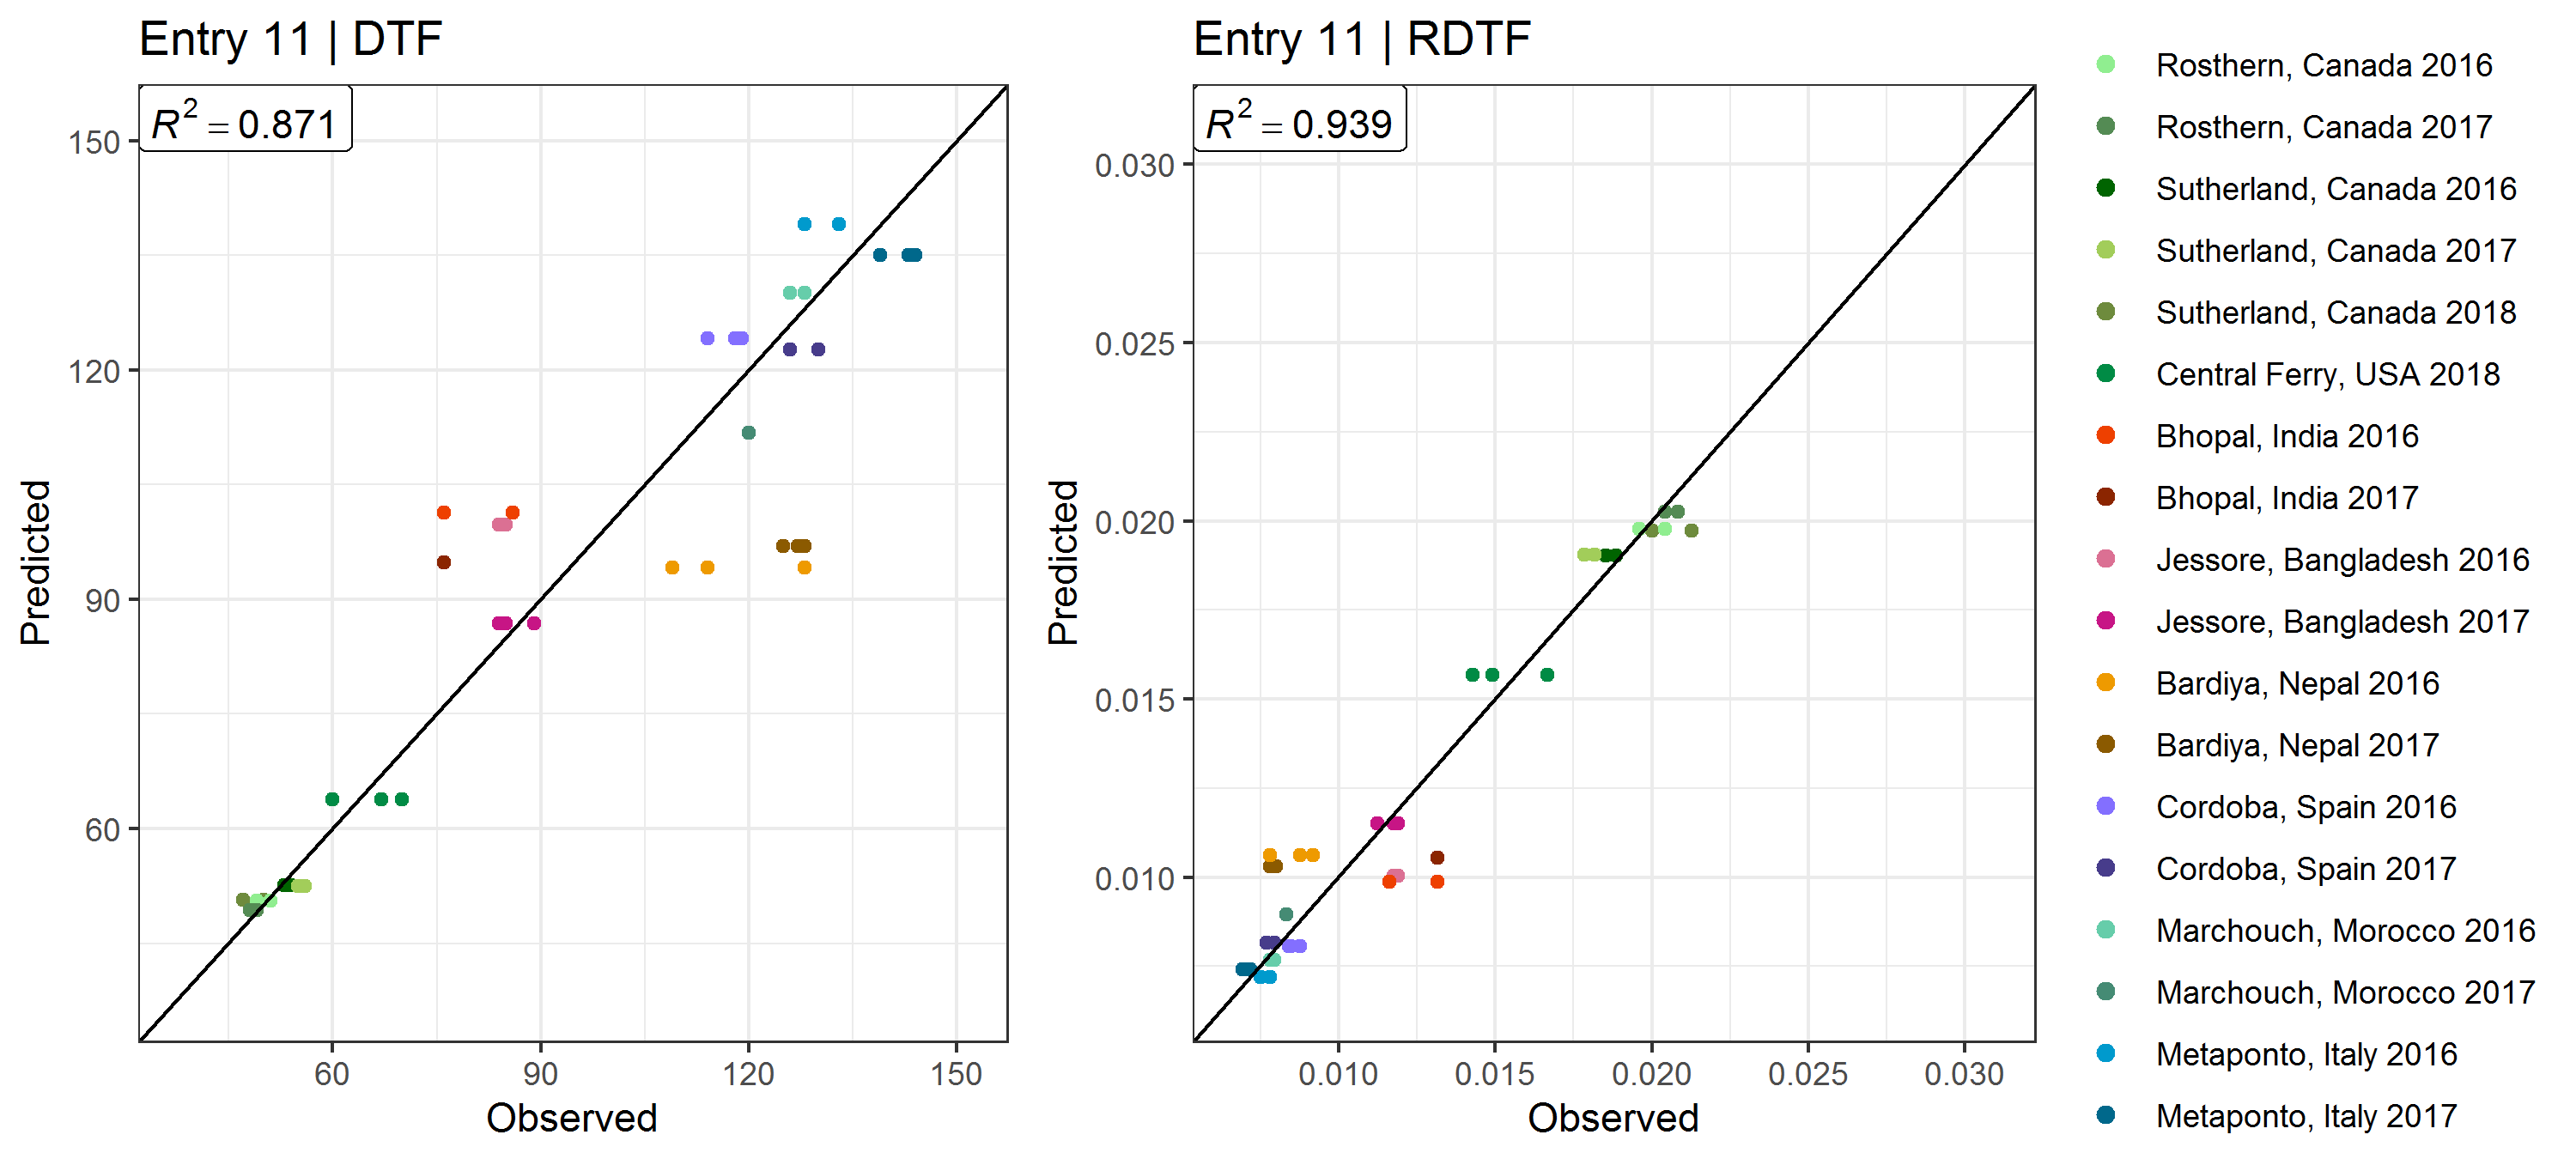 Entry 11 | DTF
R² = 0.871
150
120
90
60
Predicted
60 90 120 150
Observed
Entry 11 | RDTF
R² = 0.939
0.030
0.025
0.020
0.015
0.010
Predicted
0.010 0.015 0.020 0.025 0.030
Observed
Rosthern, Canada 2016
Rosthern, Canada 2017
Sutherland, Canada 2016
Sutherland, Canada 2017
Sutherland, Canada 2018
Central Ferry, USA 2018
Bhopal, India 2016
Bhopal, India 2017
Jessore, Bangladesh 2016
Jessore, Bangladesh 2017
Bardiya, Nepal 2016
Bardiya, Nepal 2017
Cordoba, Spain 2016
Cordoba, Spain 2017
Marchouch, Morocco 2016
Marchouch, Morocco 2017
Metaponto, Italy 2016
Metaponto, Italy 2017